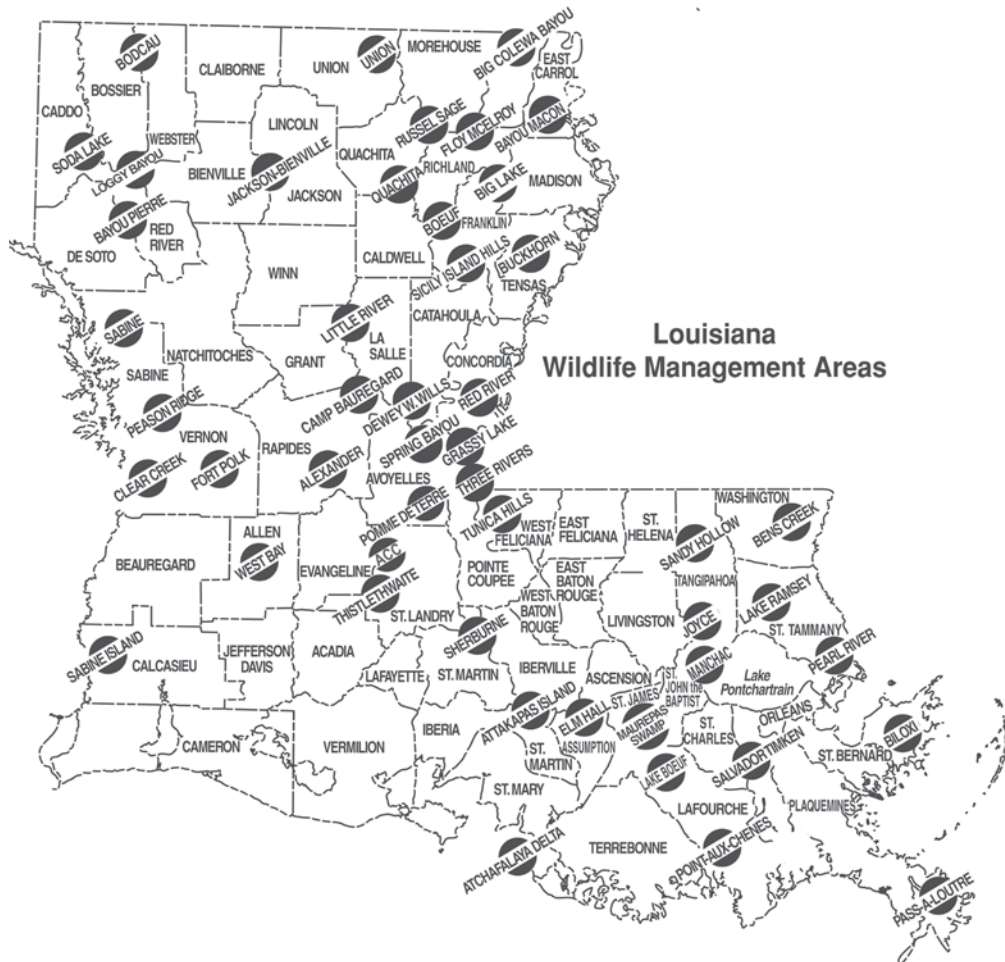 BODCAU
UNION
BIG COLEWA BAYOU
MOREHOUSE
EAST
CARROL
CLAIBORNE
UNION
BOSSIER
CADDO
LINCOLN
RUSSEL SAGE
FLOY MCELROY
BAYOU MACON
SODA LAKE
WEBSTER
LOGGY BAYOU
BIENVILLE
JACKSON-BIENVILLE
QUACHITA
RICHLAND
QUACHITA
BIG LAKE
MADISON
JACKSON
BAYOU PIERRE
RED
RIVER
BOEUF
FRANKLIN
DE SOTO
WINN
CALDWELL
SICILY ISLAND HILLS
BUCKHORN
TENSAS
SABINE
LITTLE RIVER
CATAHOULA
LA
SALLE
Louisiana
Wildlife Management Areas
NATCHITOCHES
GRANT
CONCORDIA
SABINE
PEASON RIDGE
CAMP BAUREGARD
DEWEY W. WILLS
RED RIVER
VERNON
RAPIDES
SPRING BAYOU
GRASSY LAKE
CLEAR CREEK
FORT POLK
ALEXANDER
AVOYELLES
THREE RIVERS
POMME DE TERRE
TUNICA HILLS
WEST
FELICIANA
EAST
FELICIANA
ST.
HELENA
WASHINGTON
BENS CREEK
SANDY HOLLOW
BEAUREGARD
ALLEN
WEST BAY
EVANGELINE
A.C.C.
THISTLETHWAITE
POINTE
COUPEE
EAST
BATON
ROUGE
TANGIPAHOA
LAKE RAMSEY
ST. LANDRY
WEST
BATON
ROUGE
LIVINGSTON
JOYCE
ST. TAMMANY
SABINE ISLAND
CALCASIEU
JEFFERSON
DAVIS
ACADIA
SHERBURNE
LAFAYETTE
ST. MARTIN
IBERVILLE
ASCENSION
MANCHAC
PEARL RIVER
Lake
Pontchartrain
ST.
JOHN the
BAPTIST
ST. JAMES
ATTAKAPAS ISLAND
ELM HALL
MAUREPAS
SWAMP
ORLEANS
CAMERON
VERMILION
IBERIA
ST.
MARTIN
ASSUMPTION
ST.
CHARLES
SALVADOR TIMKEN
ST. BERNARD
BILOXI
LAKE BOEUF
ST. MARY
LAFOURCHE
PLAQUEMINES
ATCHAFALAYA DELTA
TERREBONNE
POINT-AUX-CHENES
PASS-A-LOUTRE